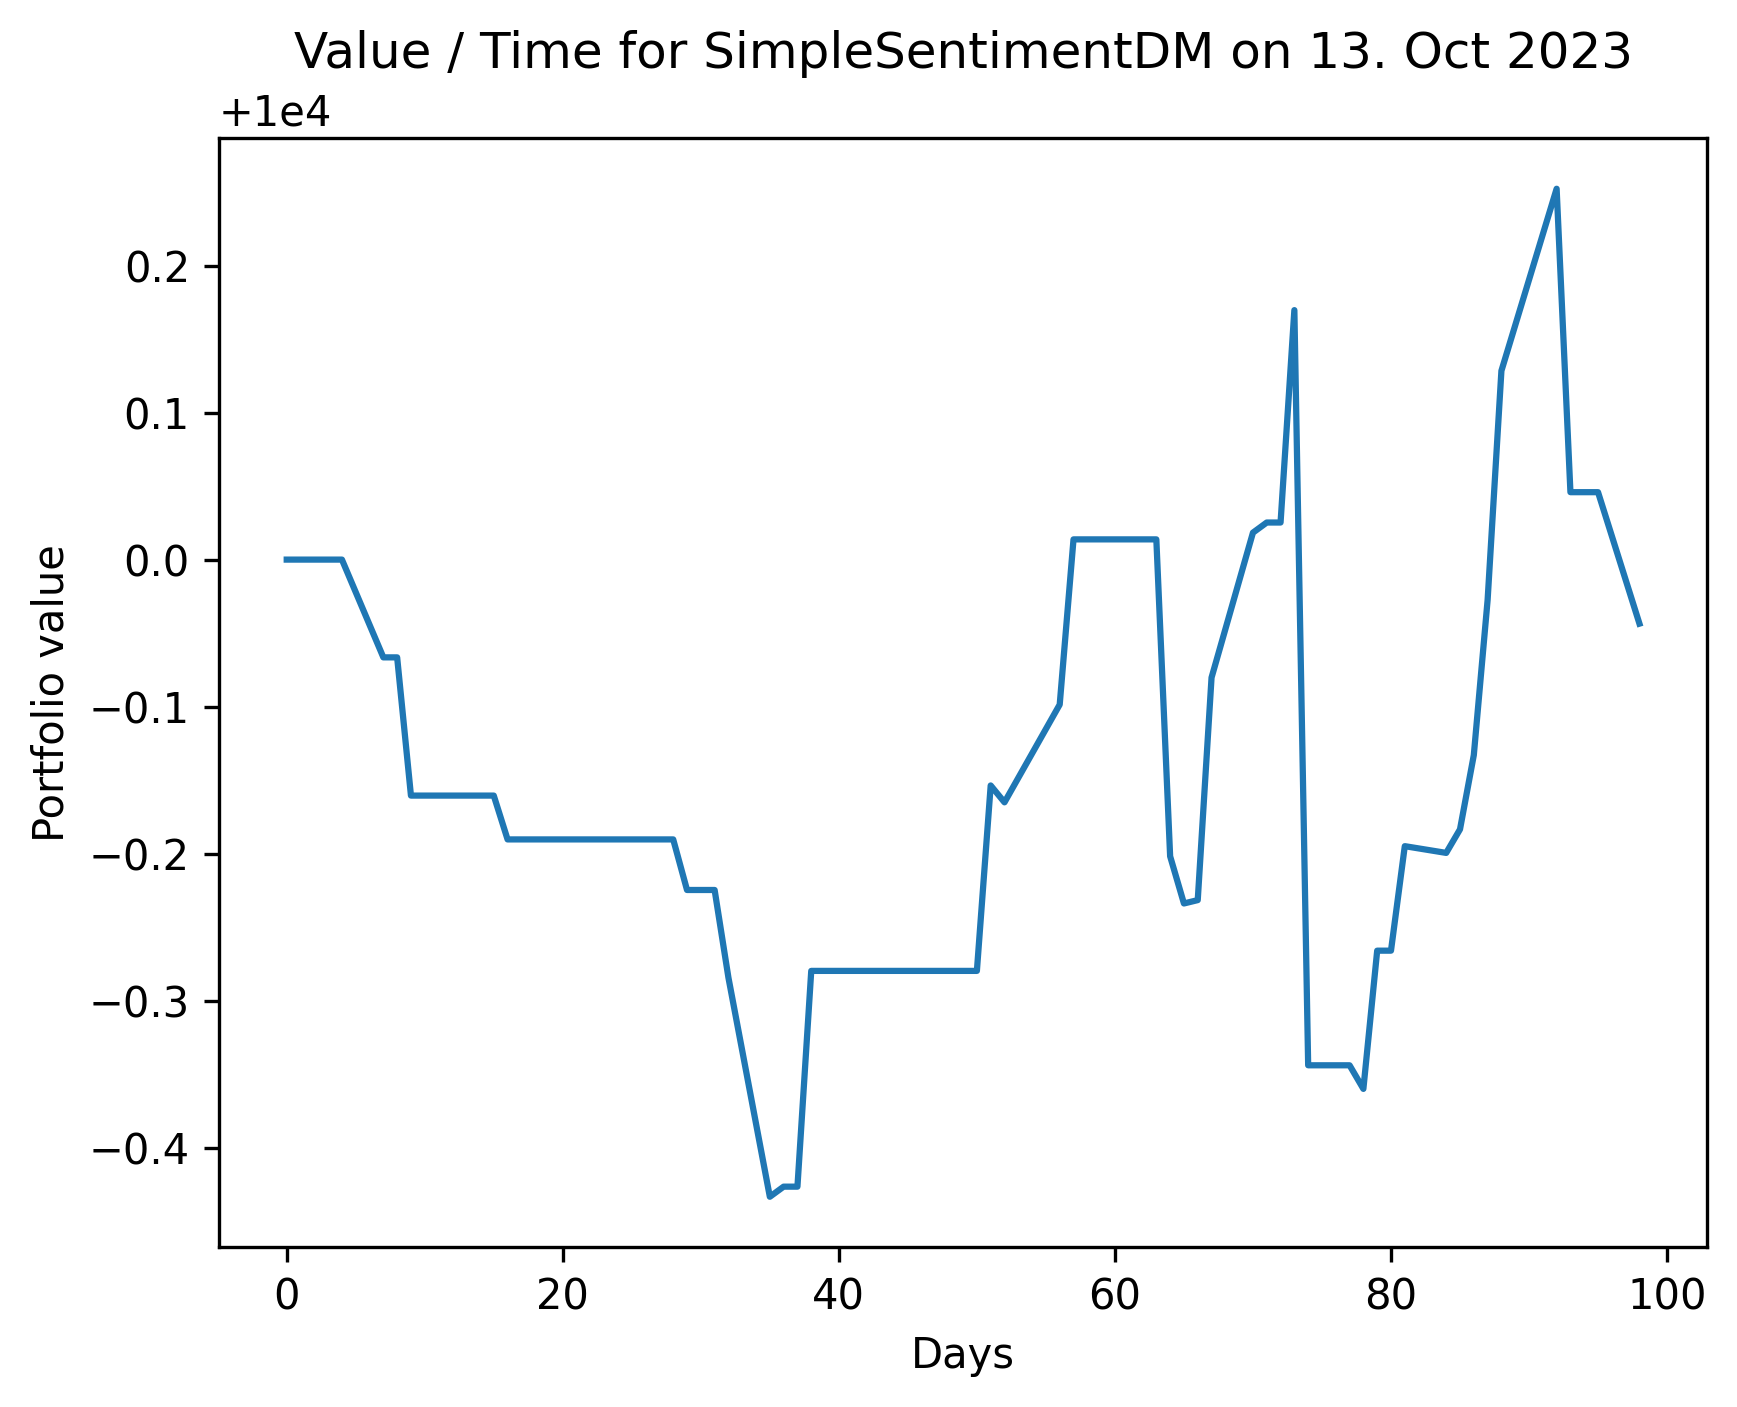 Value / Time for SimpleSentimentDM on 13. Oct 2023
+1e4
0.2
0.1
0.0
−0.1
−0.2
−0.3
−0.4
Portfolio value
0 20 40 60 80 100
Days